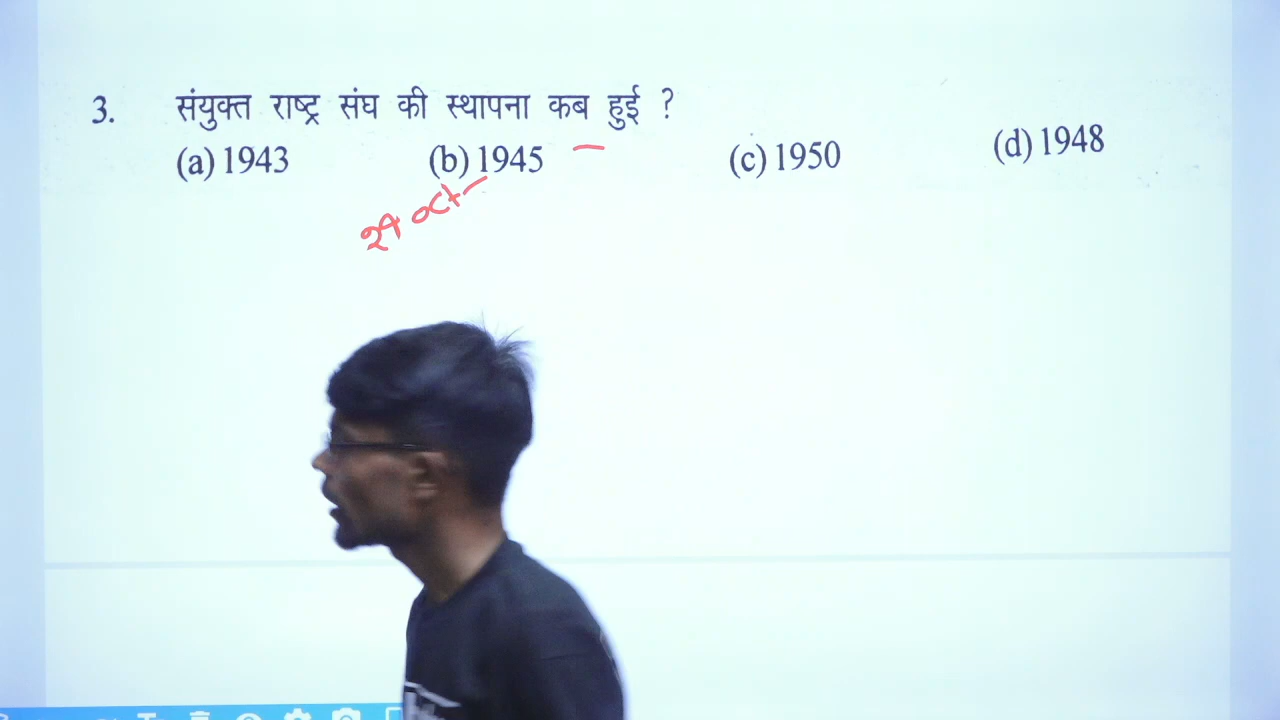 3. संयुक्त राष्ट्र संघ की स्थापना कब हुई ?
(a) 1943 (b) 1945 (c) 1950 (d) 1948
24 oct